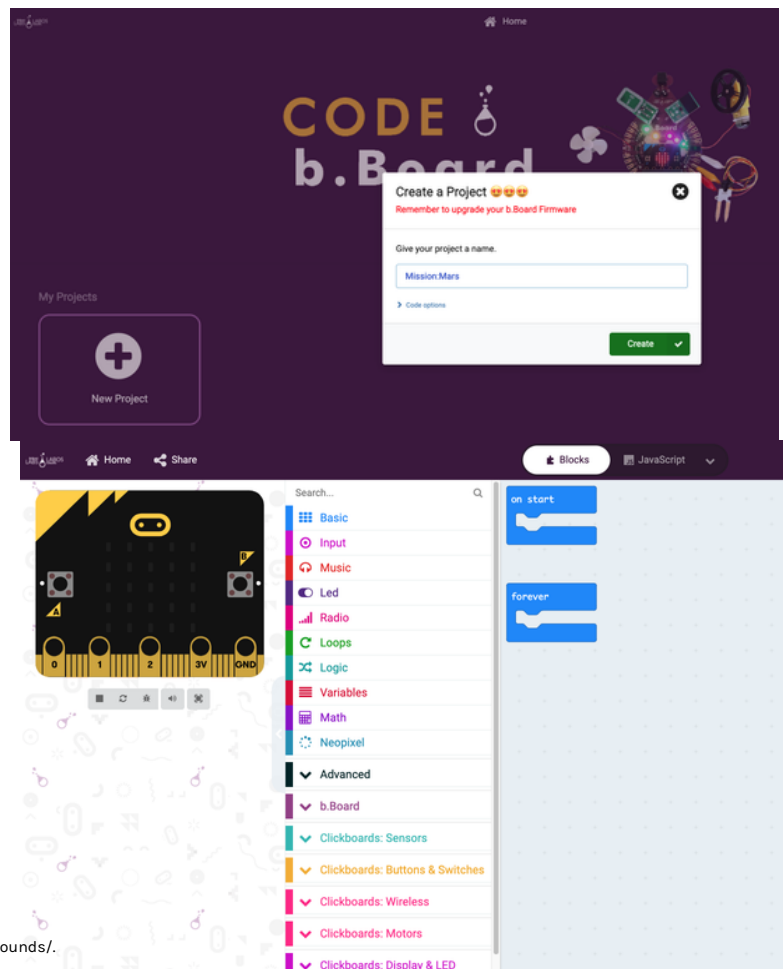 Home
CODE
b.Board
Create a Project 😍😍😍
Remember to upgrade your b.Board Firmware
Give your project a name.
Mission:Mars
Code options
Create
My Projects
New Project
Home
Share
Blocks
JavaScript
Search...
Basic
Input
Music
Led
Radio
Loops
Logic
Variables
Math
Neopixel
Advanced
b.Board
Clickboards: Sensors
Clickboards: Buttons & Switches
Clickboards: Wireless
Clickboards: Motors
Clickboards: Display & LED
on start
forever
B
A
0 1 2 3V GND
ounds/.